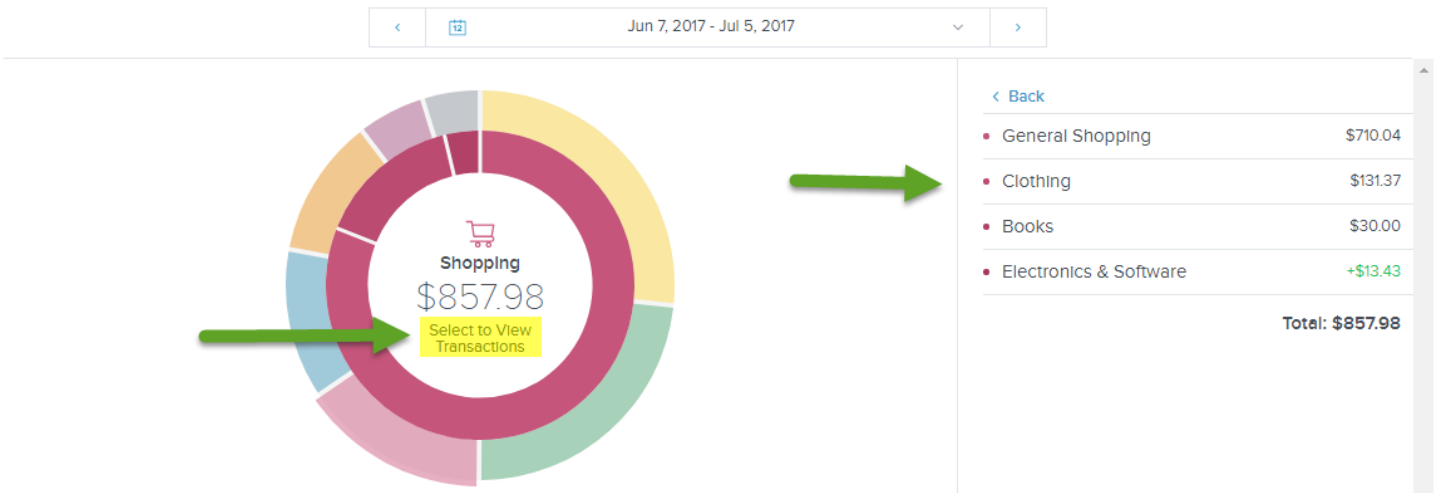 12
Jun 7, 2017 - Jul 5, 2017
Back
General Shopping $710.04
Clothing $131.37
Books $30.00
Electronics & Software +$13.43
Total: $857.98
Shopping
$857.98
Select to View
Transactions